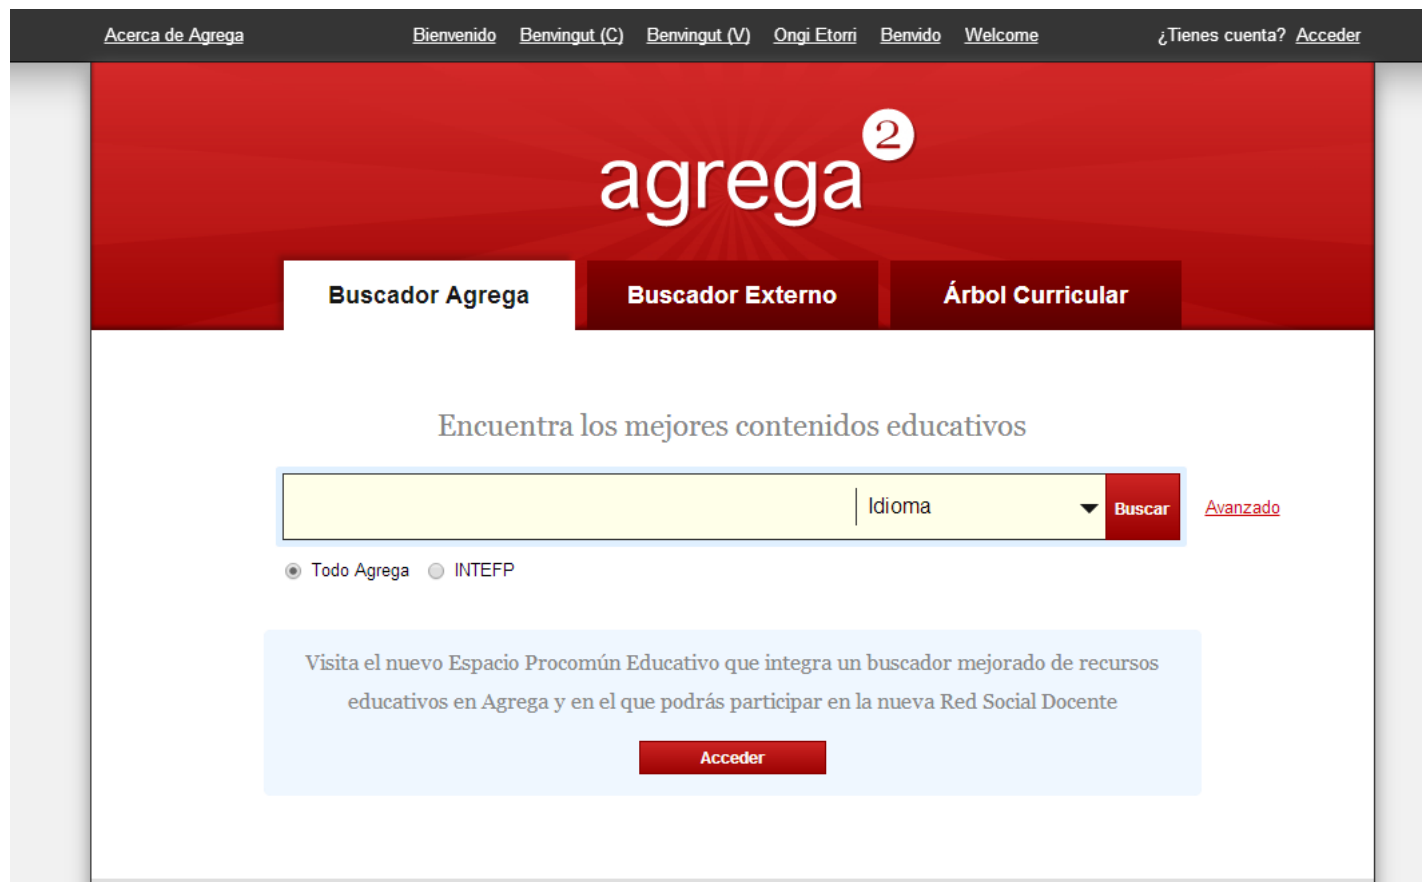 Acerca de Agrega Bienvenido Benvingut (C) Benvingut (V) Ongi Etorri Benvido Welcome ¿Tienes cuenta? Acceder
agrega 2
Buscador Agrega Buscador Externo Árbol Curricular
Encuentra los mejores contenidos educativos
Idioma Buscar Avanzado
Todo Agrega INTEFP
Visita el nuevo Espacio Procomún Educativo que integra un buscador mejorado de recursos
educativos en Agrega y en el que podrás participar en la nueva Red Social Docente
Acceder